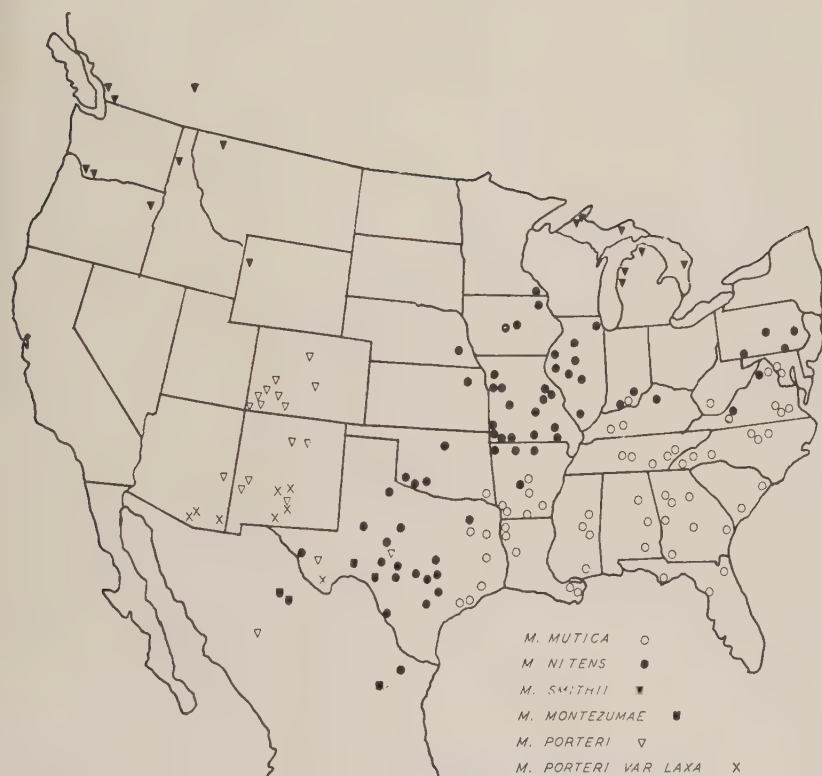 M. MUTICA
M NITENS
M. SMITHII
M. MONTEZUMAE
M. PORTERI
M. PORTERI VAR LAXA X